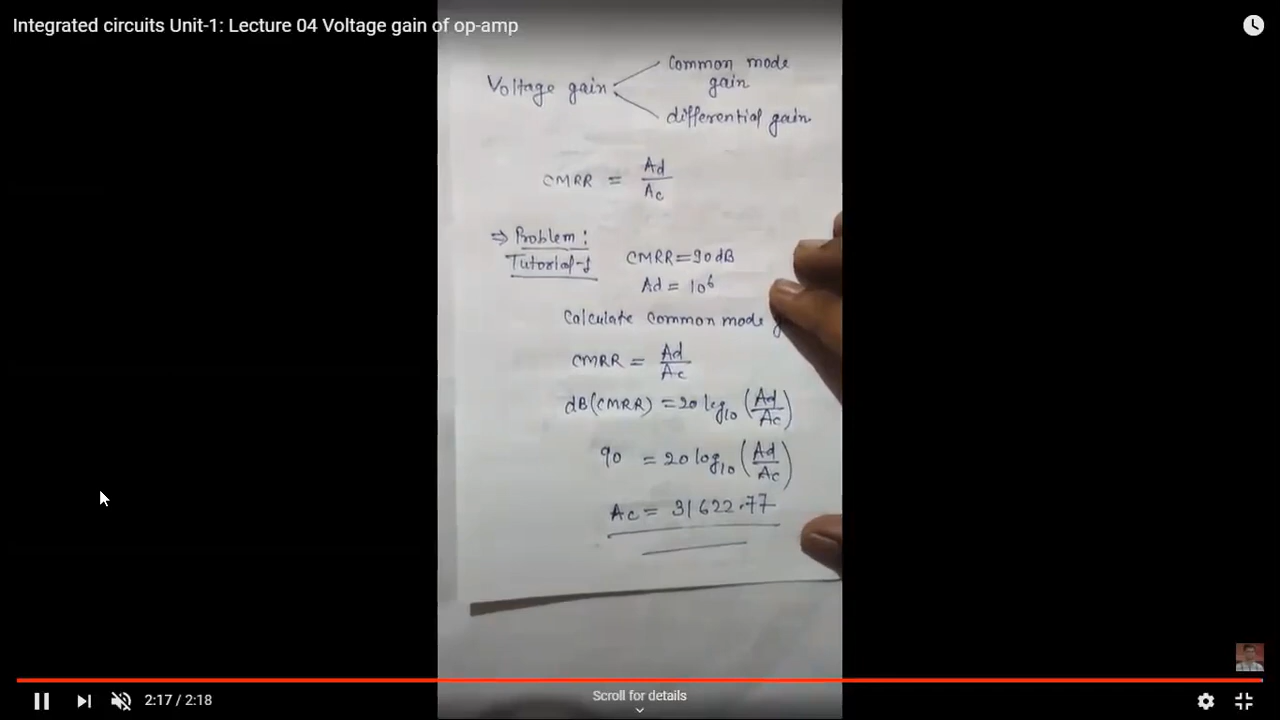 Integrated circuits Unit-1: Lecture 04 Voltage gain of op-amp
Voltage gain
Common mode
gain
differential gain
CMRR = Ad/Ac
⇒ Problem:
Tutorial-1
CMRR=90dB
Ad = 10⁶
Calculate common mode g
CMRR = Ad/Ac
dB(CMRR) = 20 log₁₀ (Ad/Ac)
90 = 20 log₁₀ (Ad/Ac)
Ac = 31622.77
2:17 / 2:18
Scroll for details